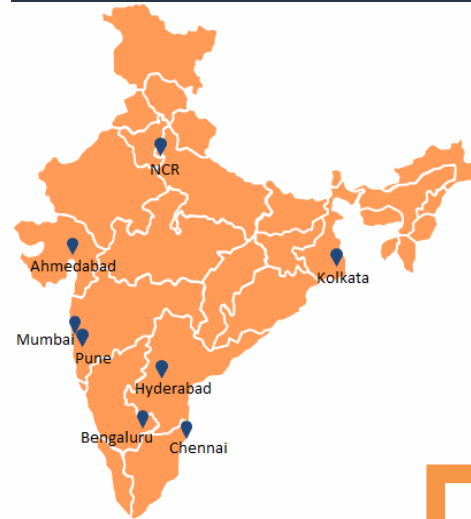 NCR
Ahmedabad
Kolkata
Mumbai
Pune
Hyderabad
Bengaluru
Chennai